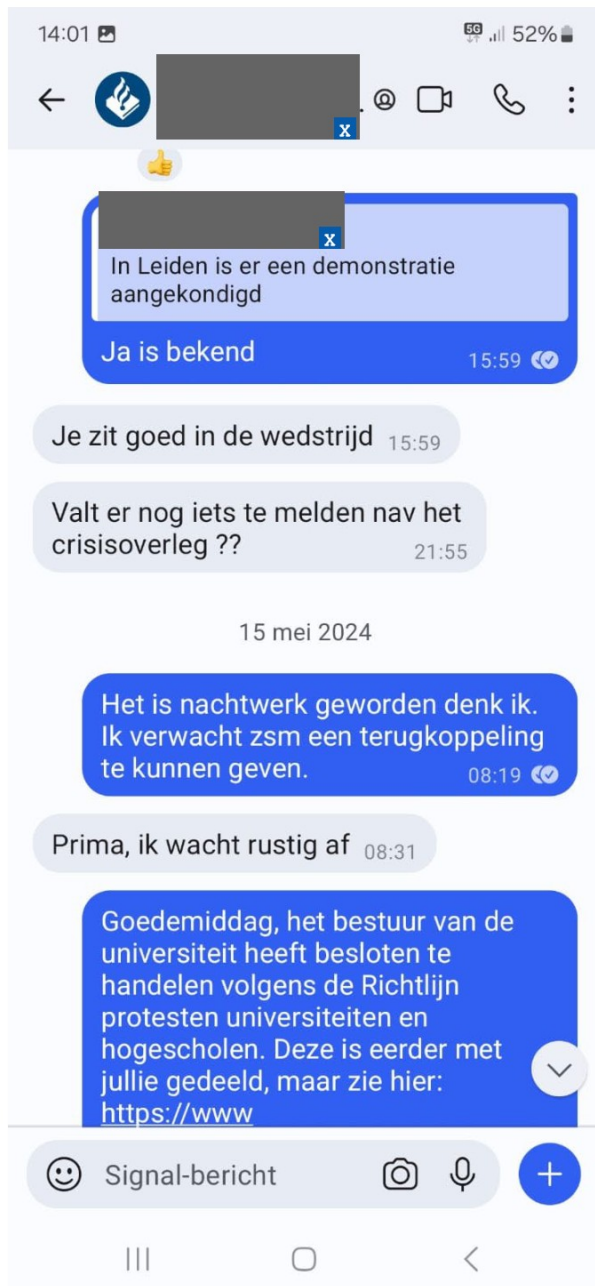 14:01
5G 52%
x
x
In Leiden is er een demonstratie
aangekondigd
Ja is bekend
15:59
Je zit goed in de wedstrijd 15:59
Valt er nog iets te melden nav het
crisisoverleg ??
21:55
15 mei 2024
Het is nachtwerk geworden denk ik.
Ik verwacht zsm een terugkoppeling
te kunnen geven.
08:19
Prima, ik wacht rustig af 08:31
Goedemiddag, het bestuur van de
universiteit heeft besloten te
handelen volgens de Richtlijn
protesten universiteiten en
hogescholen. Deze is eerder met
jullie gedeeld, maar zie hier:
https://www
Signal-bericht